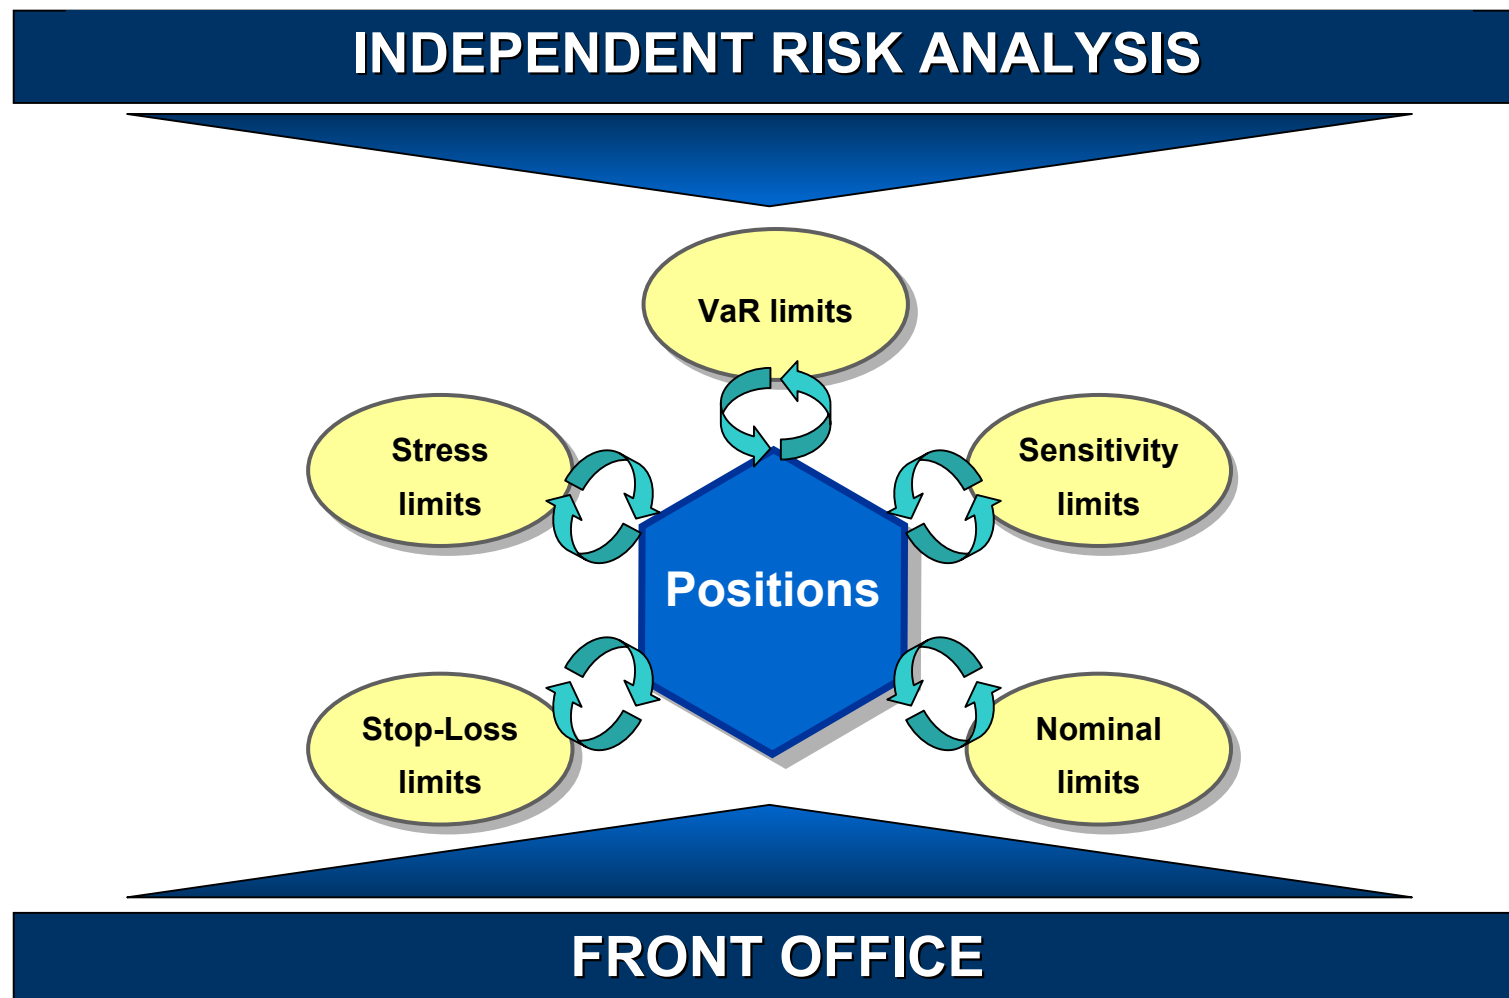 INDEPENDENT RISK ANALYSIS
VaR limits
Stress
limits
Sensitivity
limits
Positions
Stop-Loss
limits
Nominal
limits
FRONT OFFICE